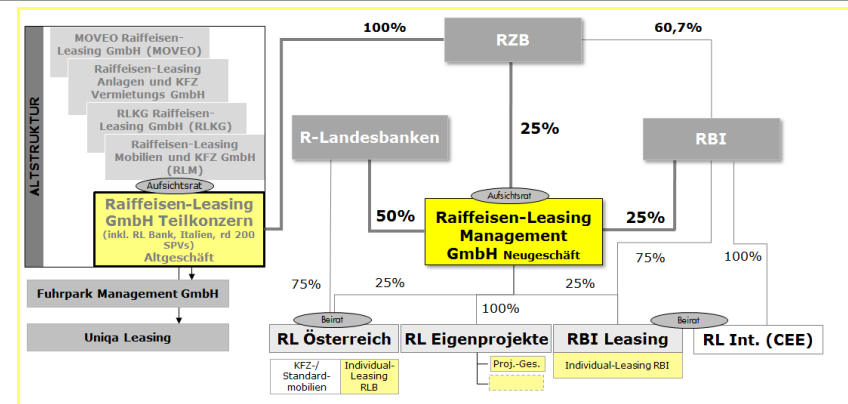 ALTSTRUKTUR
MOVEO Raiffeisen-
Leasing GmbH (MOVEO)
Raiffeisen-Leasing
Anlagen und KFZ
Vermietungs GmbH
RLKG Raiffeisen-
Leasing GmbH (RLKG)
Raiffeisen-Leasing
Mobilien und KFZ GmbH
(RLM)
Aufsichtsrat
Raiffeisen-Leasing
GmbH Teilkonzern
(inkl. RL Bank, Italien, rd 200
SPVs)
Altgeschäft
Fuhrpark Management GmbH
Uniqa Leasing
100%
RZB
60,7%
25%
R-Landesbanken
RBI
Aufsichtsrat
50%
Raiffeisen-Leasing
Management
GmbH Neugeschäft
25%
75%
25%
100%
25%
75%
100%
Beirat
Beirat
RL Österreich
RL Eigenprojekte
RBI Leasing
RL Int. (CEE)
KFZ-/
Standard-
mobilien
Individual-
Leasing
RLB
Proj.-Ges.
Individual-Leasing RBI